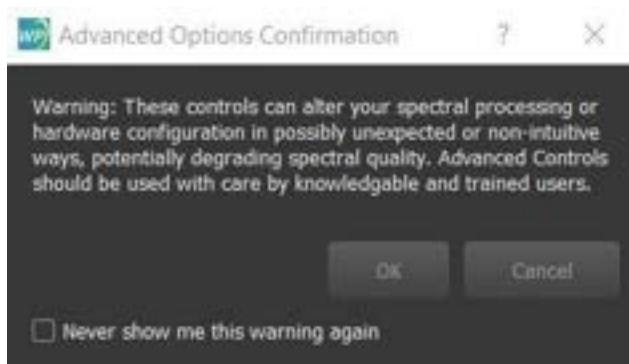 WP
Advanced Options Confirmation ?
Warning: These controls can alter your spectral processing or
hardware configuration in possibly unexpected or non-intuitive
ways, potentially degrading spectral quality. Advanced Controls
should be used with care by knowledgable and trained users.
OK Cancel
Never show me this warning again